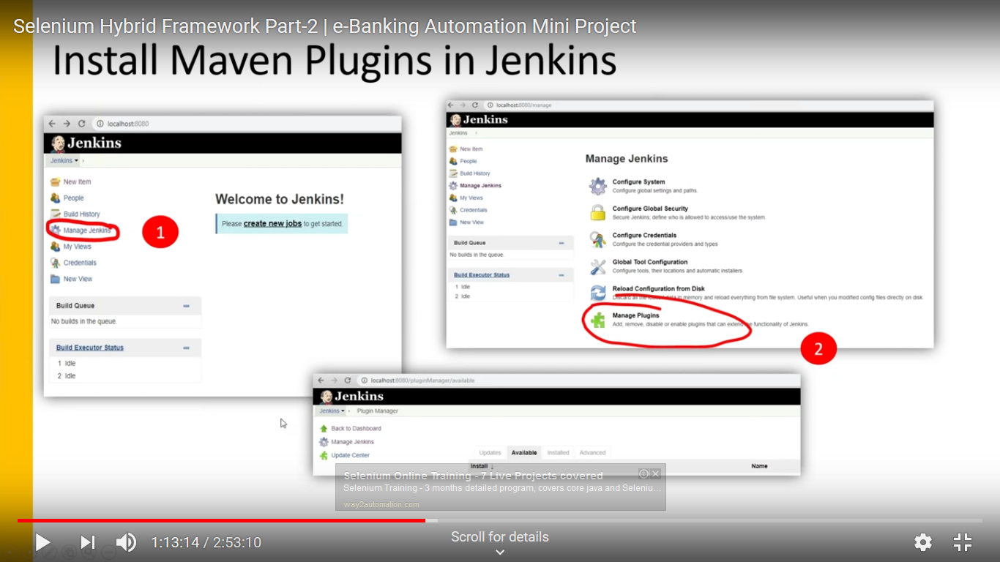 Selenium Hybrid Framework Part-2 | e-Banking Automation Mini Project
Install Maven Plugins in Jenkins
localhost:8080
Jenkins
Jenkins
New Item
People
Build History
Manage Jenkins
My Views
Credentials
New View
Welcome to Jenkins!
Please create new jobs to get started.
1
Build Queue
No builds in the queue.
Build Executor Status
1 Idle
2 Idle
localhost:8080/manage
Jenkins
Jenkins
New Item
People
Build History
Manage Jenkins
My Views
Credentials
New View
Build Queue
No builds in the queue.
Build Executor Status
1 Idle
2 Idle
Manage Jenkins
Configure System
Configure global settings and paths.
Configure Global Security
Secure Jenkins; define who is allowed to access/use the system.
Configure Credentials
Configure the credential providers and types
Global Tool Configuration
Configure tools, their locations and automatic installers.
Reload Configuration from Disk
Discard all the loaded data in memory and reload everything from file system. Useful when you modified config files directly on disk.
Manage Plugins
Add, remove, disable or enable plugins that can extend the functionality of Jenkins.
2
localhost:8080/pluginManager/available
Jenkins
Jenkins Plugin Manager
Back to Dashboard
Manage Jenkins
Update Center
Updates Available Installed Advanced
Install ↓ Name
Selenium Online Training - 7 Live Projects covered
Selenium Training - 3 months detailed program, covers core java and Seleniu...
way2automation.com
1:13:14 / 2:53:10
Scroll for details